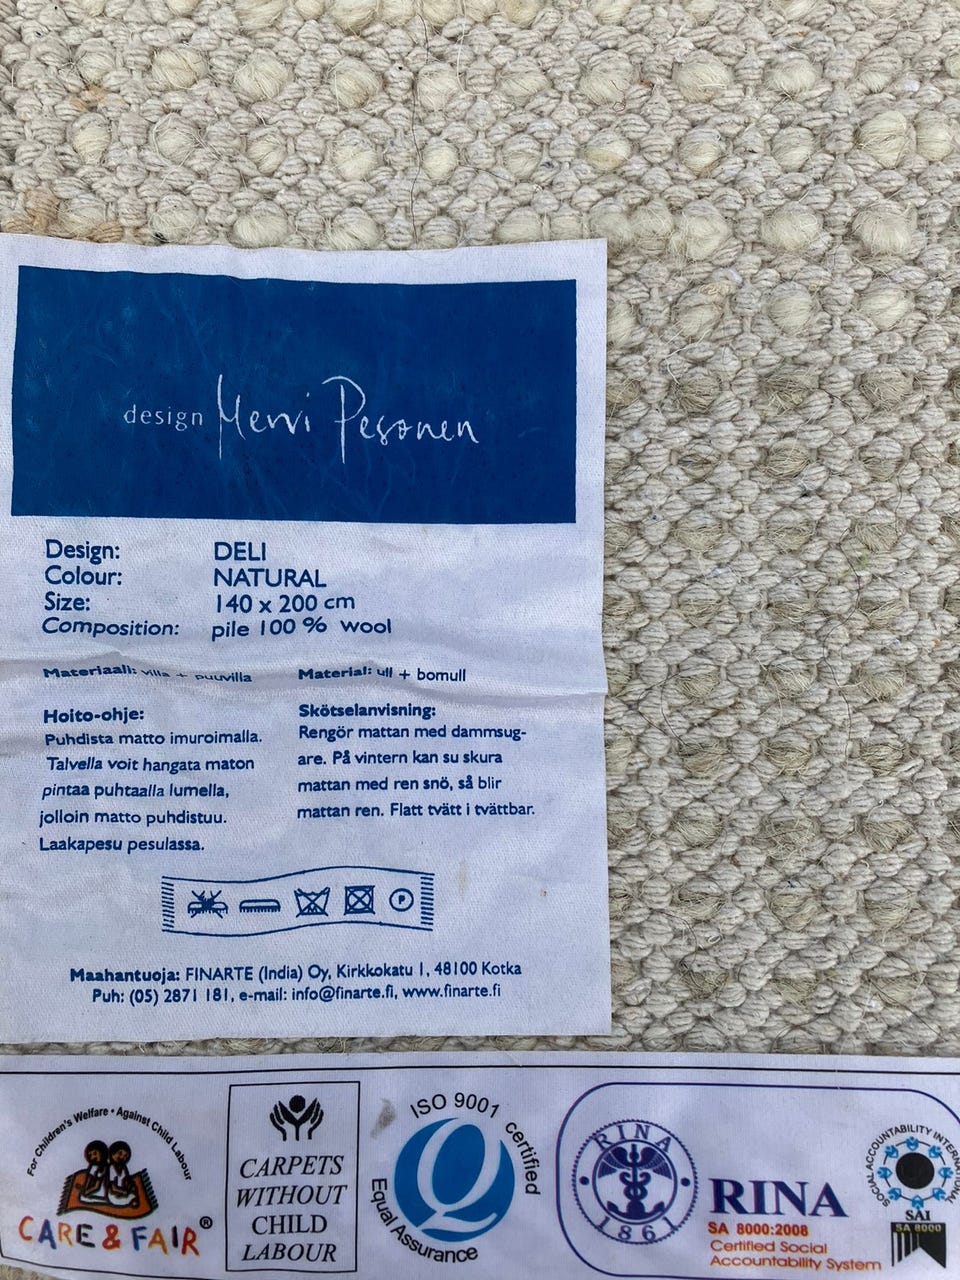 design Mervi Pesonen
Design: DELI
Colour: NATURAL
Size: 140 x 200 cm
Composition: pile 100 % wool
Materiaali: villa + puuvilla
Hoito-ohje:
Puhdista matto imuroimalla.
Talvella voit hangata maton
pintaa puhtaalla lumella,
jolloin matto puhdistuu.
Laakapesu pesulassa.
Material: ull + bomull
Skötselanvisning:
Rengör mattan med dammsug-
are. På vintern kan su skura
mattan med ren snö, så blir
mattan ren. Flatt tvätt i tvättbar.
P
Maahantuoja: FINARTE (India) Oy, Kirkkokatu 1, 48100 Kotka
Puh: (05) 2871 181, e-mail: info@finarte.fi, www.finarte.fi
For Children's Welfare • Against Child Labour
CARE & FAIR®
CARPETS
WITHOUT
CHILD
LABOUR
ISO 9001 certified
Q
Equal Assurance
RINA
1861
RINA
SA 8000:2008
Certified Social
Accountability System
SOCIAL ACCOUNTABILITY INTERNATIONAL
SAI
SA 8000